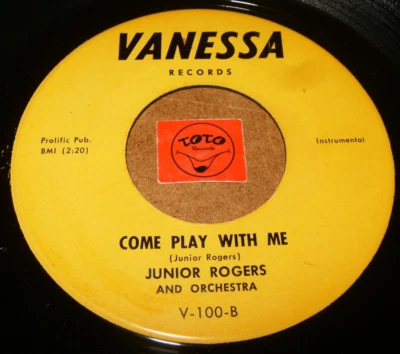 VANESSA
RECORDS
Prolific Pub.
BMI (2:20)
Instrumental
TOTO
Records
COME PLAY WITH ME
(Junior Rogers)
JUNIOR ROGERS
AND ORCHESTRA
V-100-B